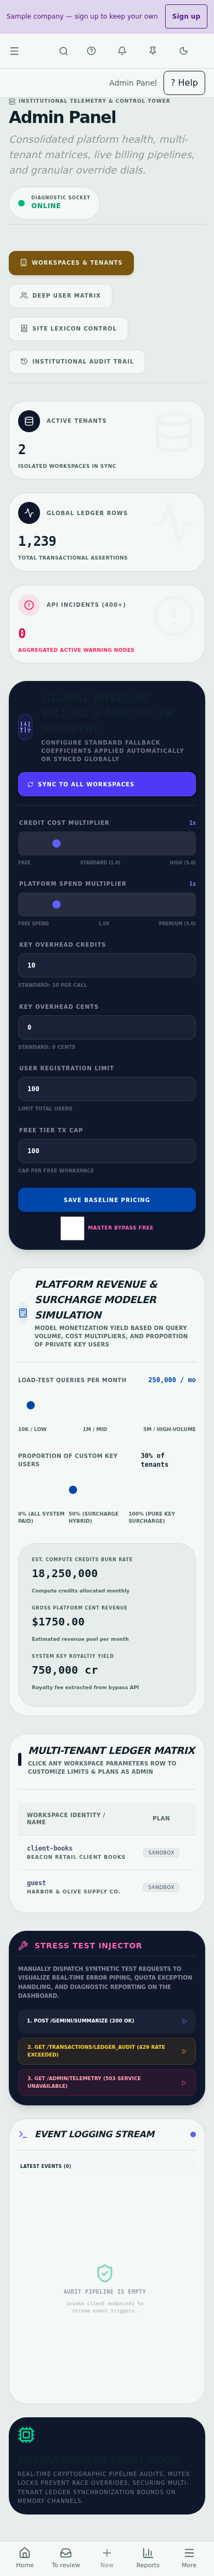 Sample company — sign up to keep your own
Sign up
Admin Panel
? Help
INSTITUTIONAL TELEMETRY & CONTROL TOWER
Admin Panel
Consolidated platform health, multi-
tenant matrices, live billing pipelines,
and granular override dials.
DIAGNOSTIC SOCKET
ONLINE
WORKSPACES & TENANTS
DEEP USER MATRIX
SITE LEXICON CONTROL
INSTITUTIONAL AUDIT TRAIL
ACTIVE TENANTS
2
ISOLATED WORKSPACES IN SYNC
GLOBAL LEDGER ROWS
1,239
TOTAL TRANSACTIONAL ASSERTIONS
API INCIDENTS (400+)
0
AGGREGATED ACTIVE WARNING NODES
GLOBAL BASELINE
BILLING & MULTIPLIER
REGISTRY
CONFIGURE STANDARD FALLBACK
COEFFICIENTS APPLIED AUTOMATICALLY
OR SYNCED GLOBALLY
SYNC TO ALL WORKSPACES
CREDIT COST MULTIPLIER
1x
FREE
STANDARD (1.0)
HIGH (5.0)
PLATFORM SPEND MULTIPLIER
1x
FREE SPEND
1.0X
PREMIUM (5.0)
KEY OVERHEAD CREDITS
10
STANDARD: 10 PER CALL
KEY OVERHEAD CENTS
0
STANDARD: 0 CENTS
USER REGISTRATION LIMIT
100
LIMIT TOTAL USERS
FREE TIER TX CAP
100
CAP PER FREE WORKSPACE
SAVE BASELINE PRICING
MASTER BYPASS FREE
PLATFORM REVENUE &
SURCHARGE MODELER
SIMULATION
MODEL MONETIZATION YIELD BASED ON QUERY
VOLUME, COST MULTIPLIERS, AND PROPORTION
OF PRIVATE KEY USERS
LOAD-TEST QUERIES PER MONTH
250,000 / mo
10K / LOW
1M / MID
5M / HIGH-VOLUME
PROPORTION OF CUSTOM KEY
USERS
30% of
tenants
0% (ALL SYSTEM
PAID)
50% (SURCHARGE
HYBRID)
100% (PURE KEY
SURCHARGE)
EST. COMPUTE CREDITS BURN RATE
18,250,000
Compute credits allocated monthly
GROSS PLATFORM CENT REVENUE
$1750.00
Estimated revenue pool per month
SYSTEM KEY ROYALTIY YIELD
750,000 cr
Royalty fee extracted from bypass API
MULTI-TENANT LEDGER MATRIX
CLICK ANY WORKSPACE PARAMETERS ROW TO
CUSTOMIZE LIMITS & PLANS AS ADMIN
WORKSPACE IDENTITY /
NAME
PLAN
client-books
BEACON RETAIL CLIENT BOOKS
SANDBOX
guest
HARBOR & OLIVE SUPPLY CO.
SANDBOX
STRESS TEST INJECTOR
MANUALLY DISPATCH SYNTHETIC TEST REQUESTS TO
VISUALIZE REAL-TIME ERROR PIPING, QUOTA EXCEPTION
HANDLING, AND DIAGNOSTIC REPORTING ON THE
DASHBOARD.
1. POST /GEMINI/SUMMARIZE (200 OK)
2. GET /TRANSACTIONS/LEDGER_AUDIT (429 RATE
EXCEEDED)
3. GET /ADMIN/TELEMETRY (503 SERVICE
UNAVAILABLE)
EVENT LOGGING STREAM
LATEST EVENTS (0)
AUDIT PIPELINE IS EMPTY
Invoke client endpoints to
stream event triggers.
REAL-TIME CRYPTOGRAPHIC PIPELINE AUDITS. MUTEX
LOCKS PREVENT RACE OVERRIDES, SECURING MULTI-
TENANT LEDGER SYNCHRONIZATION BOUNDS ON
MEMORY CHANNELS.
Home
To review
New
Reports
More